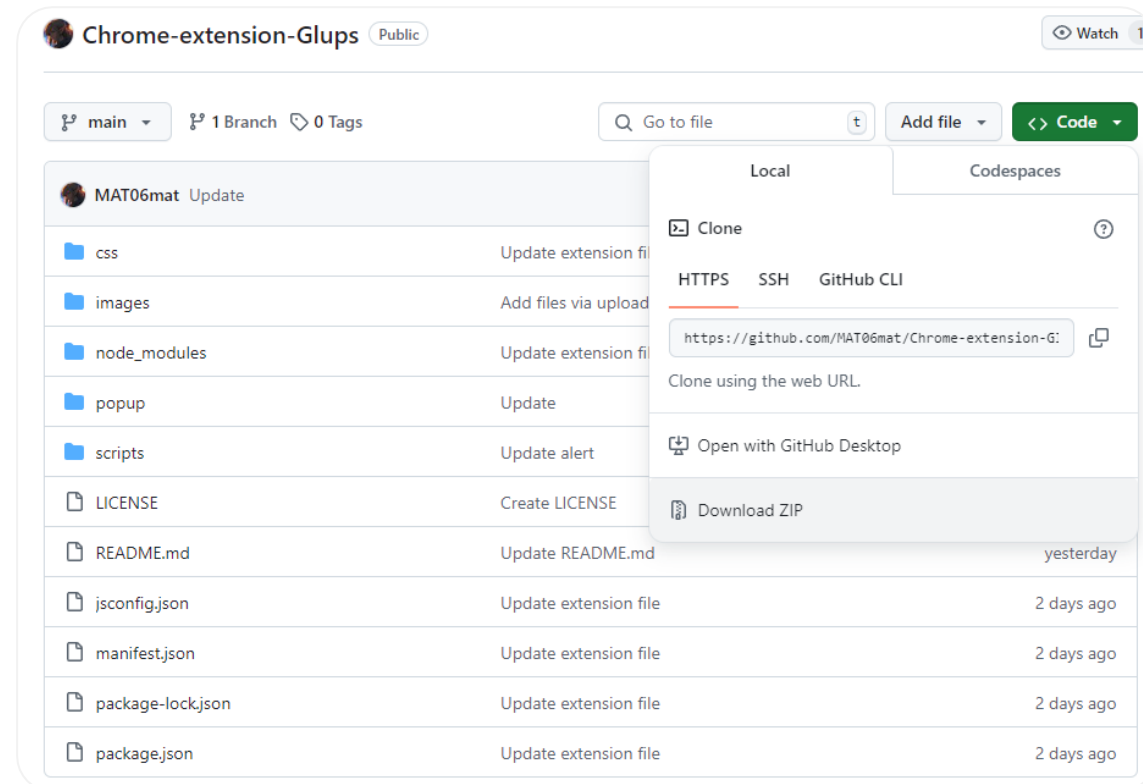 Chrome-extension-Glups Public Watch 1
main 1 Branch 0 Tags Go to file t Add file Code
MAT06mat Update
Local Codespaces
Clone
HTTPS SSH GitHub CLI
https://github.com/MAT06mat/Chrome-extension-G
Clone using the web URL.
Open with GitHub Desktop
Download ZIP
css Update extension fi
images Add files via upload
node_modules Update extension fi
popup Update
scripts Update alert
LICENSE Create LICENSE
README.md Update README.md yesterday
jsconfig.json Update extension file 2 days ago
manifest.json Update extension file 2 days ago
package-lock.json Update extension file 2 days ago
package.json Update extension file 2 days ago